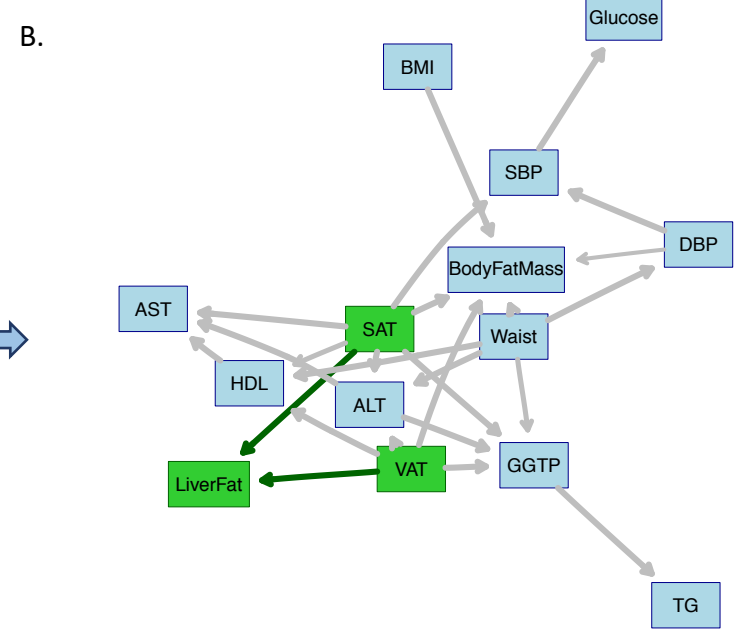 B.
Glucose
BMI
SBP
DBP
BodyFatMass
AST
SAT
Waist
HDL
ALT
LiverFat
VAT
GGTP
TG